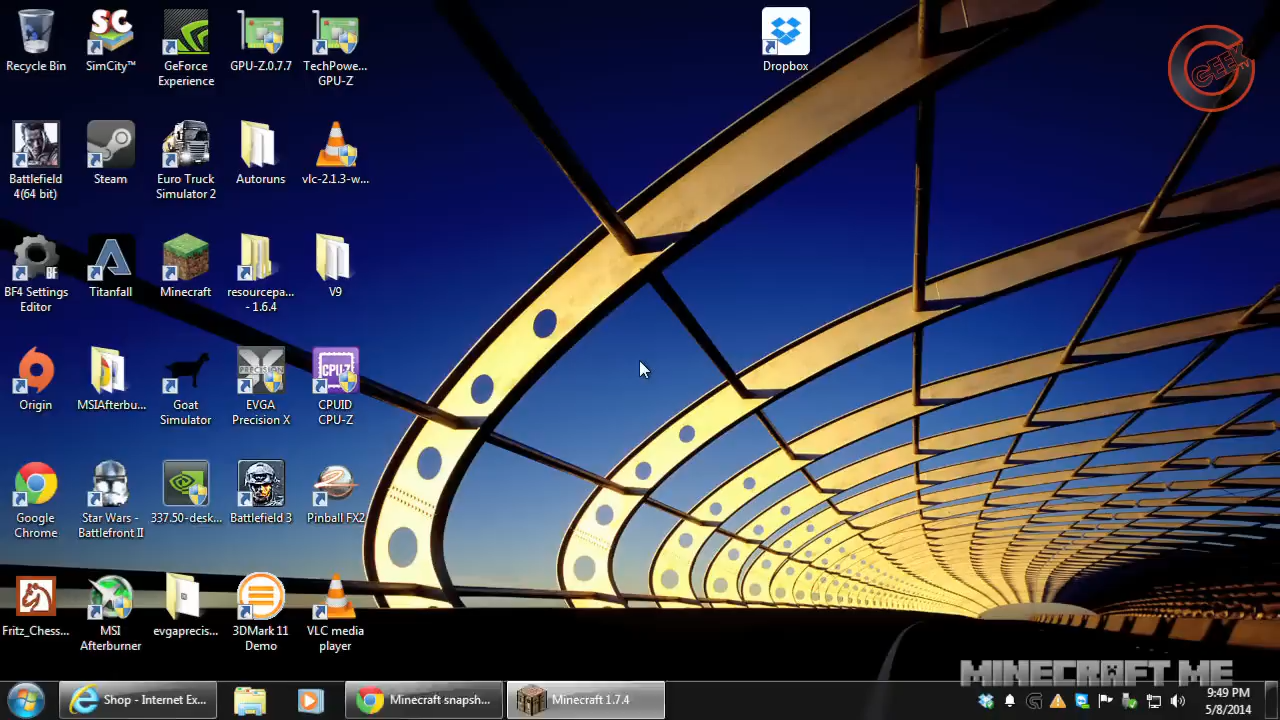 Recycle Bin
SimCity™
GeForce
Experience
GPU-Z.0.7.7
TechPowe...
GPU-Z
Dropbox
GEEK
Battlefield
4(64 bit)
Steam
Euro Truck
Simulator 2
Autoruns
vlc-2.1.3-w...
BF4 Settings
Editor
Titanfall
Minecraft
resourcepa...
- 1.6.4
V9
Origin
MSIAfterbu...
Goat
Simulator
EVGA
Precision X
CPUID
CPU-Z
Google
Chrome
Star Wars -
Battlefront II
337.50-desk...
Battlefield 3
Pinball FX2
Fritz_Chess...
MSI
Afterburner
evgaprecis...
3DMark 11
Demo
VLC media
player
MINECRAFT ME
Shop - Internet Ex...
Minecraft snapsh...
Minecraft 1.7.4
9:49 PM
5/8/2014